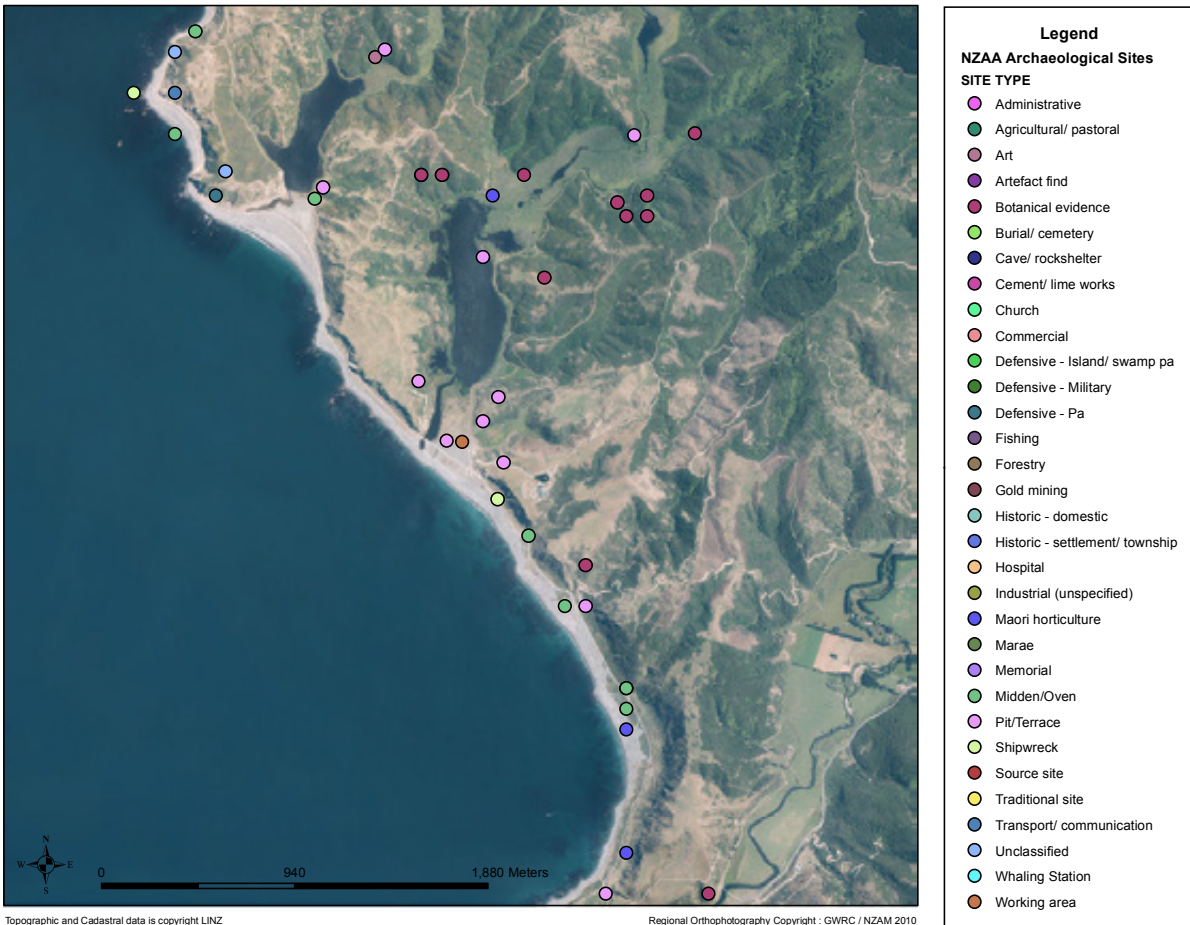 N
W E
S
0 940 1,880 Meters
Topographic and Cadastral data is copyright LINZ
Regional Orthophotography Copyright : GWRC / NZAM 2010
Legend
NZAA Archaeological Sites
SITE TYPE
Administrative
Agricultural/ pastoral
Art
Artefact find
Botanical evidence
Burial/ cemetery
Cave/ rockshelter
Cement/ lime works
Church
Commercial
Defensive - Island/ swamp pa
Defensive - Military
Defensive - Pa
Fishing
Forestry
Gold mining
Historic - domestic
Historic - settlement/ township
Hospital
Industrial (unspecified)
Maori horticulture
Marae
Memorial
Midden/Oven
Pit/Terrace
Shipwreck
Source site
Traditional site
Transport/ communication
Unclassified
Whaling Station
Working area